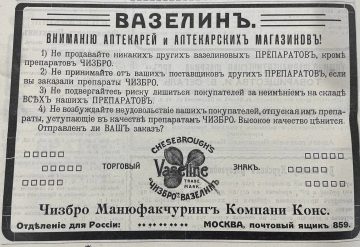 ВАЗЕЛИНЪ.
ВНИМАНІЮ АПТЕКАРЕЙ и АПТЕКАРСКИХЪ МАГАЗИНОВЪ!
1) Не продавайте никакихъ другихъ вазелиновыхъ ПРЕПАРАТОВЪ, кромѣ
препаратовъ ЧИЗБРО.
2) Не принимайте отъ вашихъ поставщиковъ другихъ ПРЕПАРАТОВЪ, если
вы заказали препараты ЧИЗБРО.
3) Не подвергайтесь риску лишиться покупателей за неимѣніемъ на складѣ
ВСѢХЪ нашихъ ПРЕПАРАТОВЪ.
4) Не возбуждайте неудовольствіе вашихъ покупателей, отпуская имъ препа-
раты, уступающіе въ качествѣ препаратамъ ЧИЗБРО. Высокое качество цѣнится.
Отправленъ ли ВАШЪ заказъ?
CHESEBROUGH'S
ТОРГОВЫЙ Vaseline ЗНАКЪ.
TRADE MARK
"ЧИЗБРО" ВАЗЕЛИНЪ
Чизбро Манюфакчурингъ Компани Конс.
Отдѣленіе для Россіи: МОСКВА, почтовый ящикъ 859.